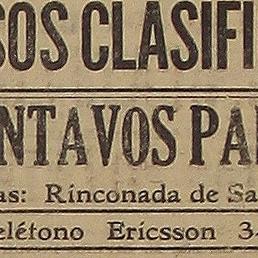 SOS CLASIFI
NTAVOS PA
as: Rinconada de Sa
eléfono Ericsson 3-